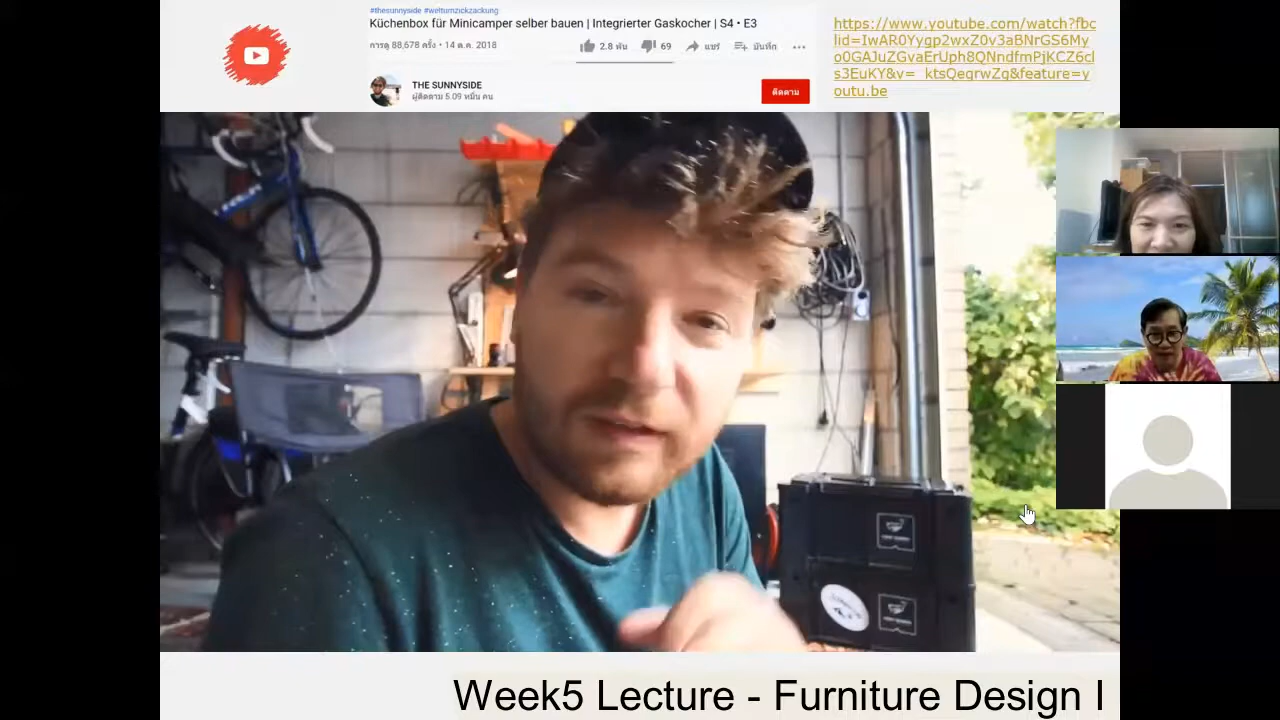 #thesunnyside #weltumzickzackung
Küchenbox für Minicamper selber bauen | Integrierter Gaskocher | S4 • E3
การดู 88,678 ครั้ง • 14 ต.ค. 2018
2.8 พัน
69
แชร์
บันทึก
THE SUNNYSIDE
ผู้ติดตาม 5.09 หมื่น คน
ติดตาม
https://www.youtube.com/watch?fbc
lid=IwAR0Yygp2wxZ0v3aBNrGS6My
o0GAJuZGvaErUph8QNndfmPjKCZ6cl
s3EuKY&v=_ktsQeqrwZg&feature=y
outu.be
Week5 Lecture - Furniture Design I